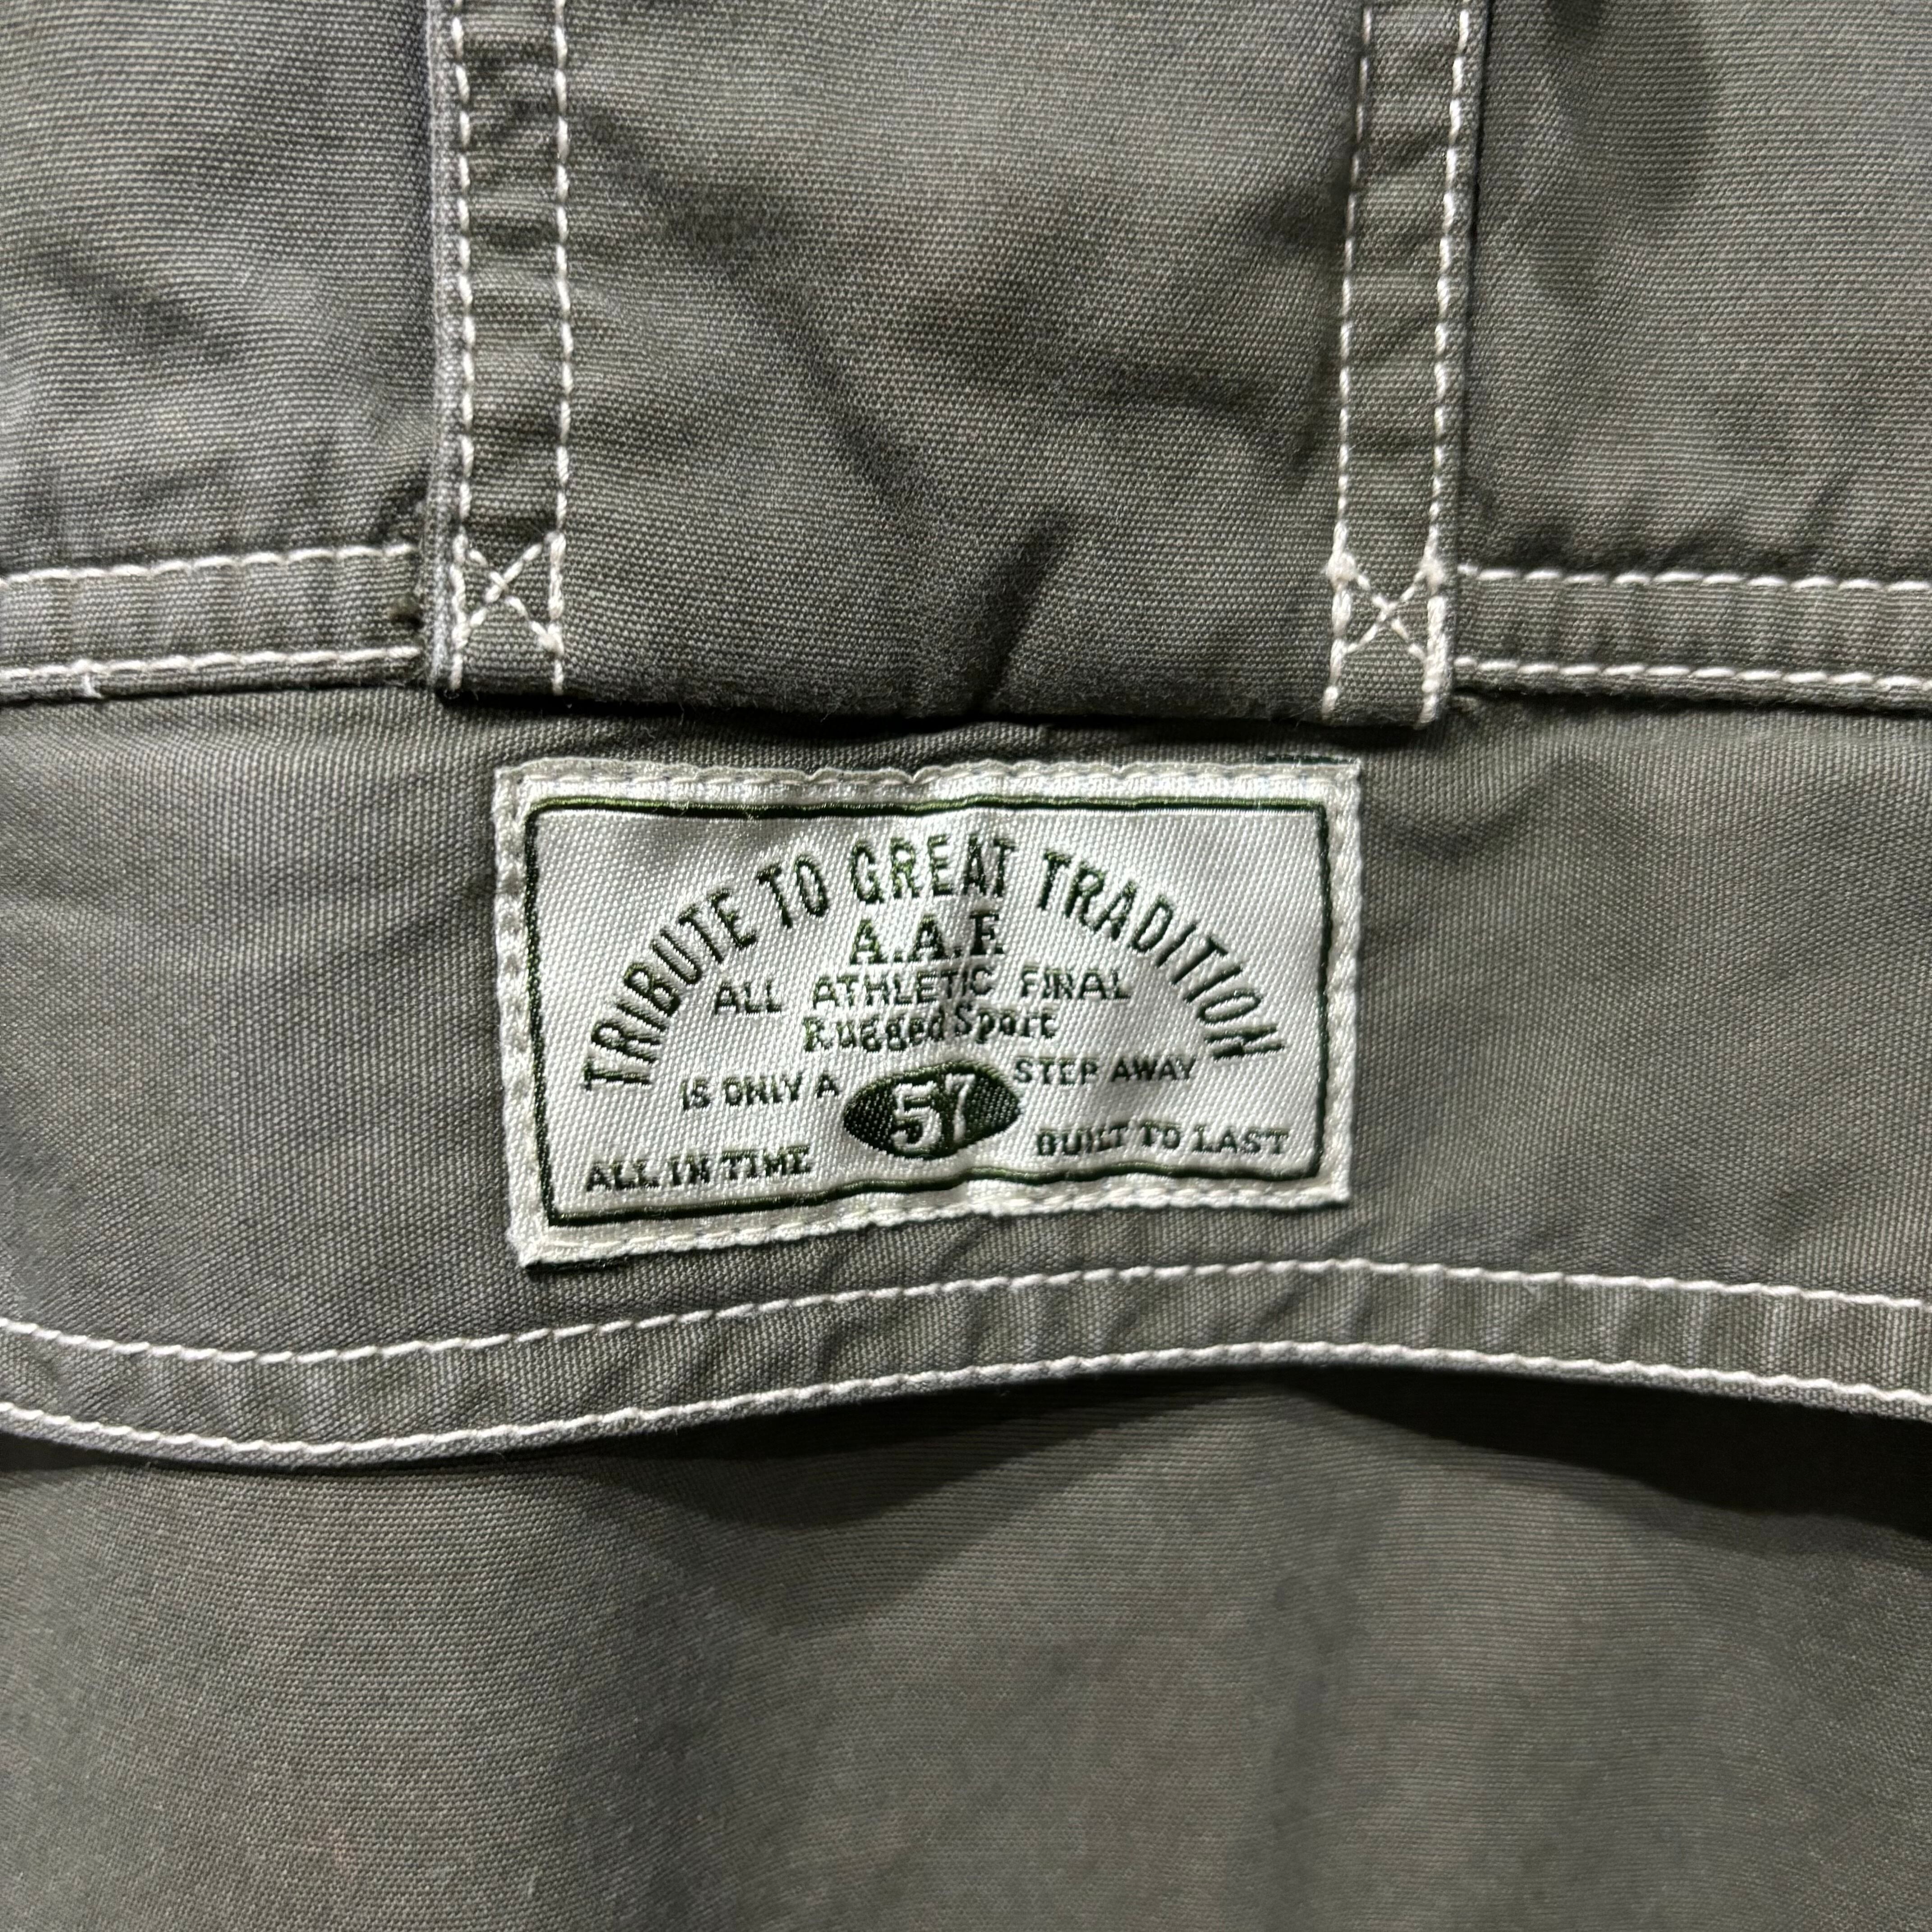 TRIBUTE TO GREAT TRADITION
A.A.F.
ALL ATHLETIC FINAL
Rugged Sport
IS ONLY A 57 STEP AWAY
ALL IN TIME BUILT TO LAST